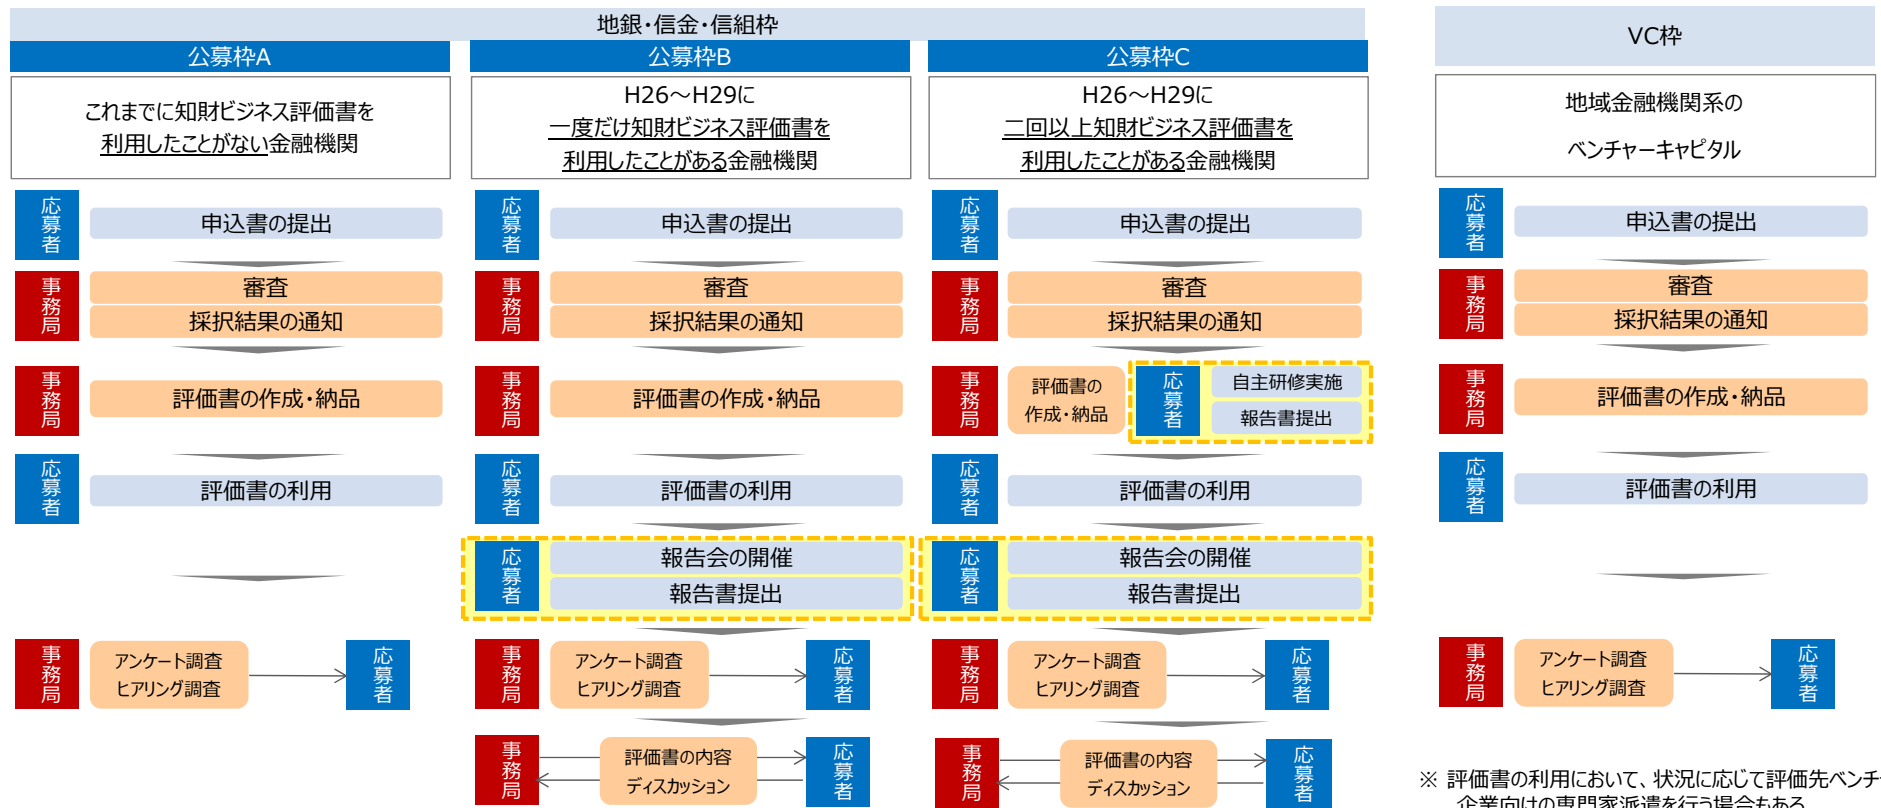 地銀・信金・信組枠
公募枠A
これまでに知財ビジネス評価書を
利用したことがない金融機関
応募者
申込書の提出
事務局
審査
採択結果の通知
事務局
評価書の作成・納品
応募者
評価書の利用
事務局
アンケート調査
ヒアリング調査
応募者
公募枠B
H26～H29に
一度だけ知財ビジネス評価書を
利用したことがある金融機関
応募者
申込書の提出
事務局
審査
採択結果の通知
事務局
評価書の作成・納品
応募者
評価書の利用
応募者
報告会の開催
報告書提出
事務局
アンケート調査
ヒアリング調査
応募者
事務局
評価書の内容
ディスカッション
応募者
公募枠C
H26～H29に
二回以上知財ビジネス評価書を
利用したことがある金融機関
応募者
申込書の提出
事務局
審査
採択結果の通知
事務局
評価書の
作成・納品
応募者
自主研修実施
報告書提出
応募者
評価書の利用
応募者
報告会の開催
報告書提出
事務局
アンケート調査
ヒアリング調査
応募者
事務局
評価書の内容
ディスカッション
応募者
VC枠
地域金融機関系の
ベンチャーキャピタル
応募者
申込書の提出
事務局
審査
採択結果の通知
事務局
評価書の作成・納品
応募者
評価書の利用
事務局
アンケート調査
ヒアリング調査
応募者
※ 評価書の利用において、状況に応じて評価先ベンチ
企業向けの専門家派遣を行う場合もある